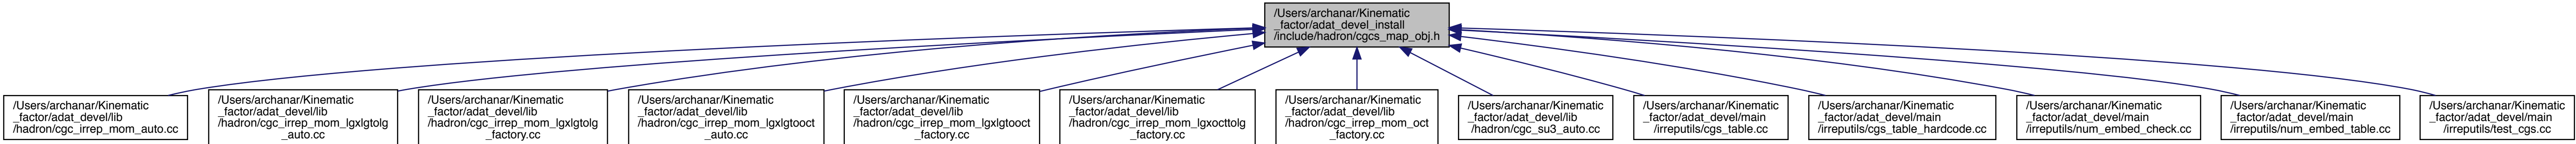 /Users/archanar/Kinematic
_factor/adat_devel_install
/include/hadron/cgcs_map_obj.h
/Users/archanar/Kinematic
_factor/adat_devel/lib
/hadron/cgc_irrep_mom_auto.cc
/Users/archanar/Kinematic
_factor/adat_devel/lib
/hadron/cgc_irrep_mom_lgxlgtolg
_auto.cc
/Users/archanar/Kinematic
_factor/adat_devel/lib
/hadron/cgc_irrep_mom_lgxlgtolg
_factory.cc
/Users/archanar/Kinematic
_factor/adat_devel/lib
/hadron/cgc_irrep_mom_lgxlgtooct
_auto.cc
/Users/archanar/Kinematic
_factor/adat_devel/lib
/hadron/cgc_irrep_mom_lgxlgtooct
_factory.cc
/Users/archanar/Kinematic
_factor/adat_devel/lib
/hadron/cgc_irrep_mom_lgxocttolg
_factory.cc
/Users/archanar/Kinematic
_factor/adat_devel/lib
/hadron/cgc_irrep_mom_oct
_factory.cc
/Users/archanar/Kinematic
_factor/adat_devel/lib
/hadron/cgc_su3_auto.cc
/Users/archanar/Kinematic
_factor/adat_devel/main
/irreputils/cgs_table.cc
/Users/archanar/Kinematic
_factor/adat_devel/main
/irreputils/cgs_table_hardcode.cc
/Users/archanar/Kinematic
_factor/adat_devel/main
/irreputils/num_embed_check.cc
/Users/archanar/Kinematic
_factor/adat_devel/main
/irreputils/num_embed_table.cc
/Users/archanar/Kinematic
_factor/adat_devel/main
/irreputils/test_cgs.cc